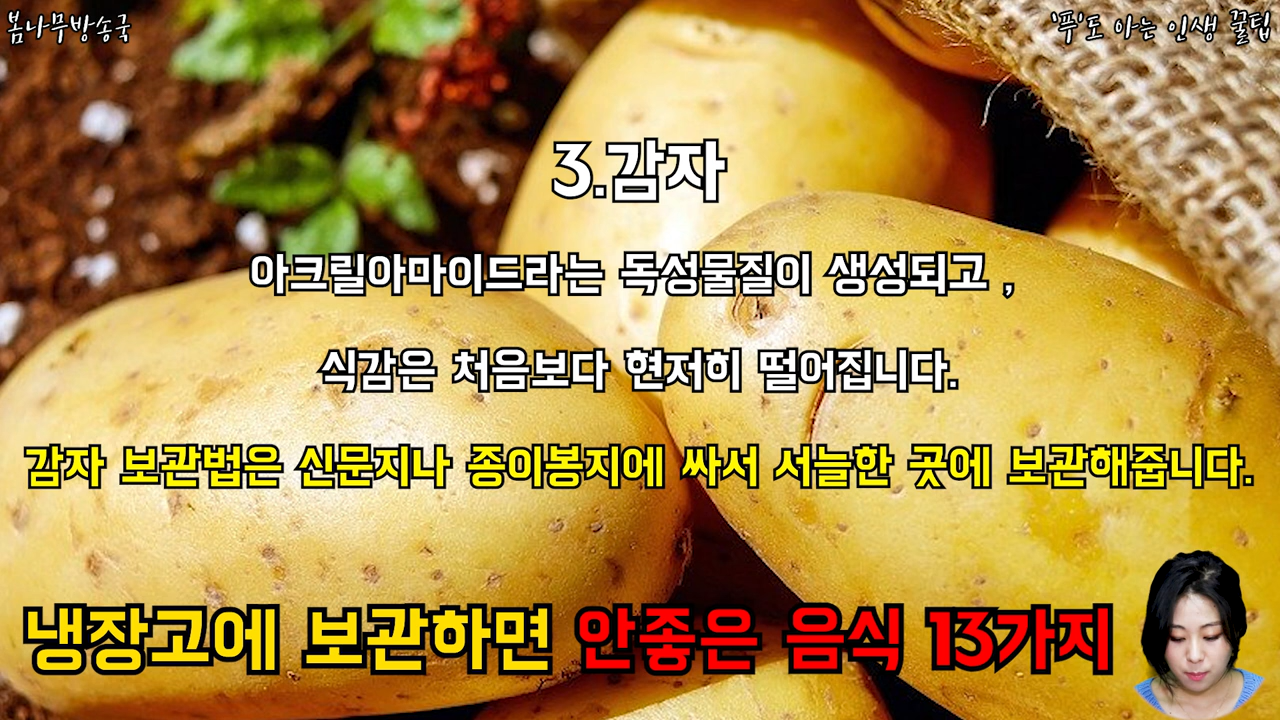 봄나무방송국
'푸'도 아는 인생 꿀팁
3.감자
아크릴아마이드라는 독성물질이 생성되고 ,
식감은 처음보다 현저히 떨어집니다.
감자 보관법은 신문지나 종이봉지에 싸서 서늘한 곳에 보관해줍니다.
냉장고에 보관하면 안좋은 음식 13가지